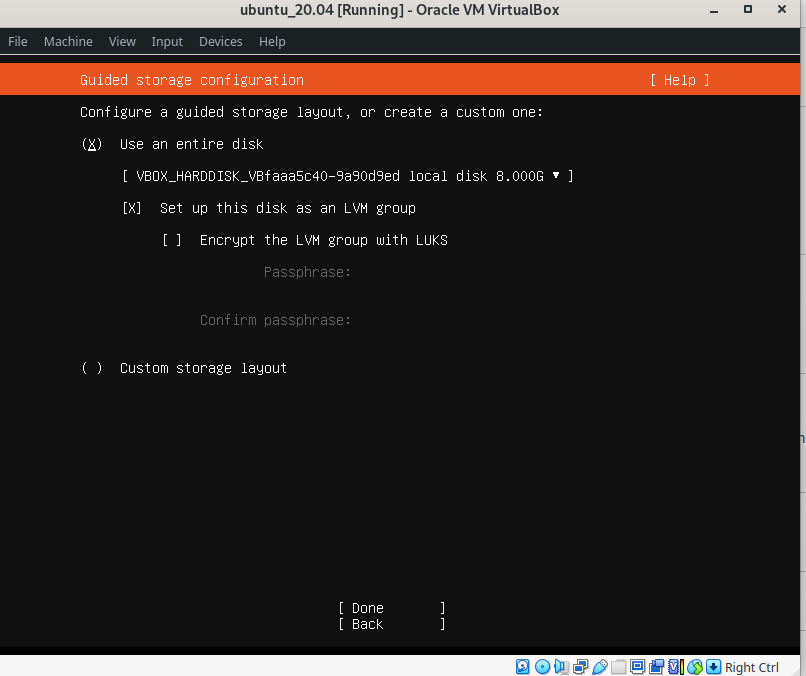 ubuntu_20.04 [Running] - Oracle VM VirtualBox
File Machine View Input Devices Help
Guided storage configuration [ Help ]
Configure a guided storage layout, or create a custom one:
(X) Use an entire disk
[ VBOX_HARDDISK_VBfaaa5c40-9a90d9ed local disk 8.000G ▾ ]
[X] Set up this disk as an LVM group
[ ] Encrypt the LVM group with LUKS
Passphrase:
Confirm passphrase:
( ) Custom storage layout
[ Done ]
[ Back ]
Right Ctrl